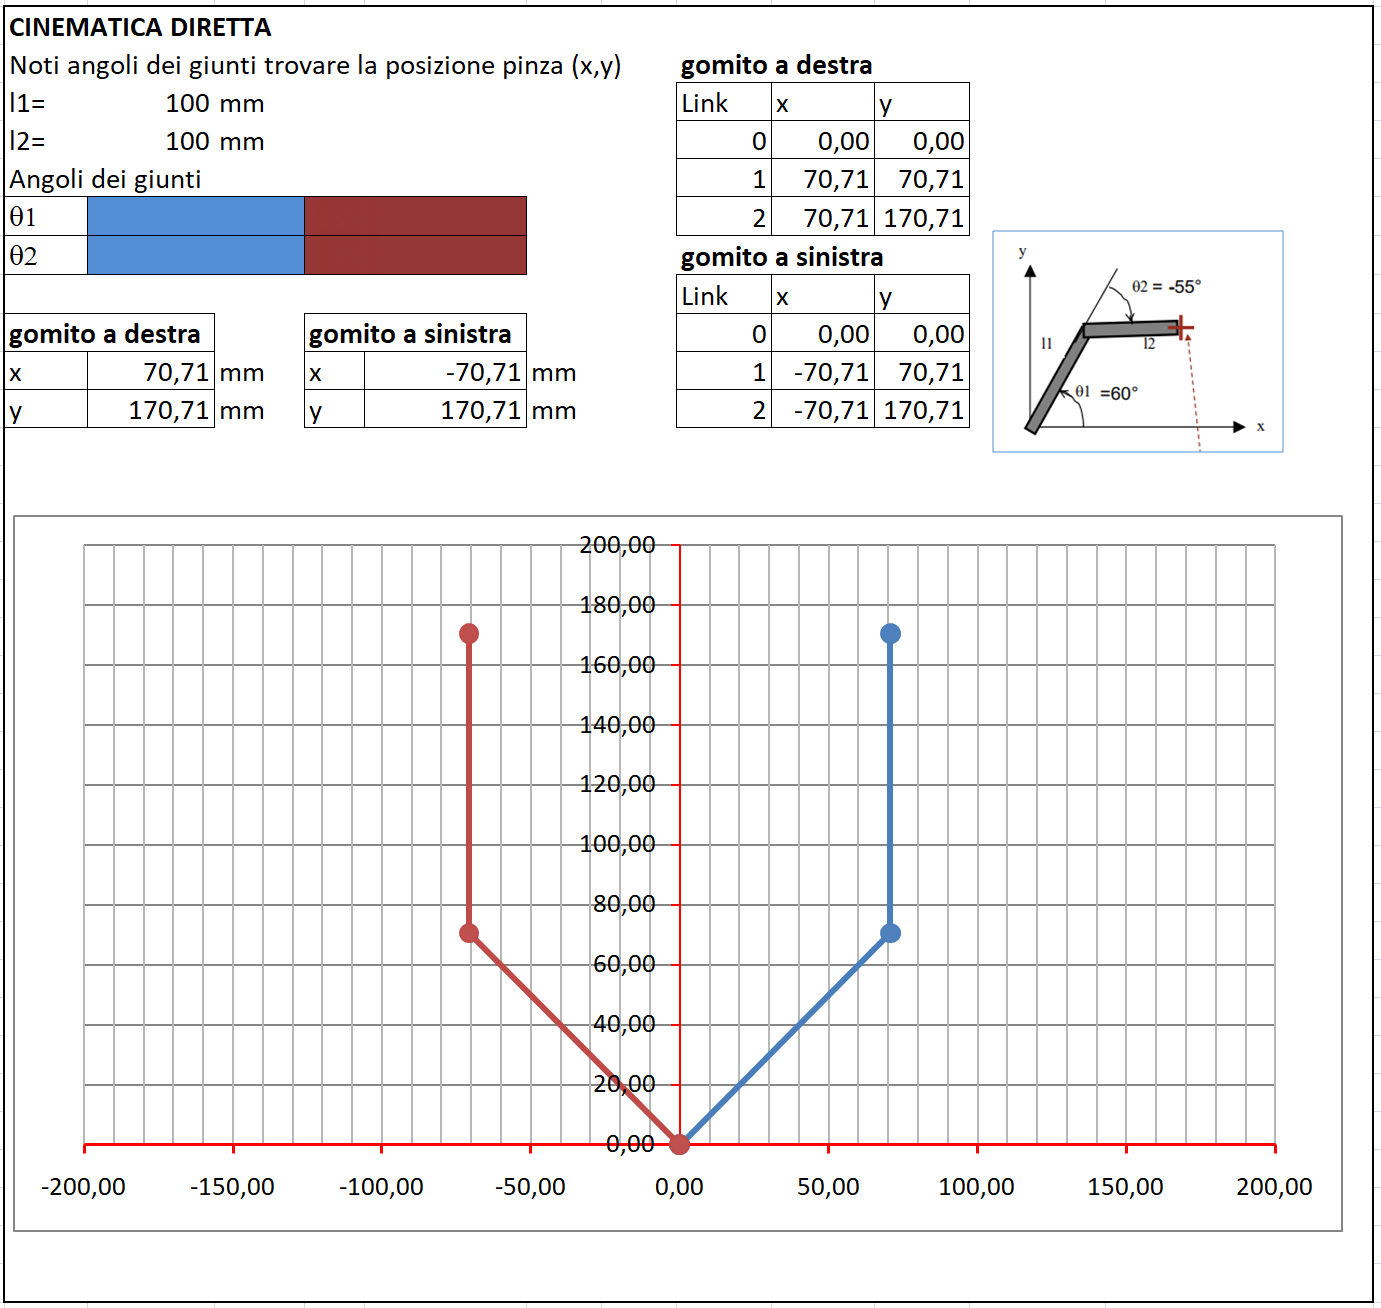 CINEMATICA DIRETTA
Noti angoli dei giunti trovare la posizione pinza (x,y)
l1= 100 mm
l2= 100 mm
Angoli dei giunti
θ1
θ2
gomito a destra
x 70,71 mm
y 170,71 mm
gomito a sinistra
x -70,71 mm
y 170,71 mm
gomito a destra
Link x y
0 0,00 0,00
1 70,71 70,71
2 70,71 170,71
gomito a sinistra
Link x y
0 0,00 0,00
1 -70,71 70,71
2 -70,71 170,71
y
θ2 = -55°
l1
l2
θ1 =60°
x
200,00
180,00
160,00
140,00
120,00
100,00
80,00
60,00
40,00
20,00
0,00
-200,00 -150,00 -100,00 -50,00 0,00 50,00 100,00 150,00 200,00